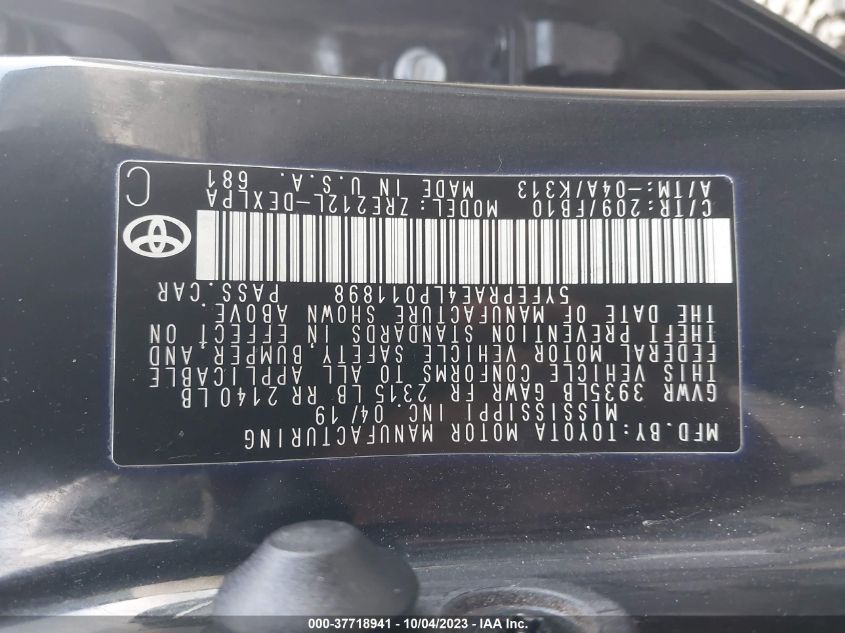 MFD.BY:TOYOTA MOTOR MANUFACTURING
MISSISSIPPI INC 04/19
GVWR 3935LB GAWR FR 2315LB RR 2140LB
THIS VEHICLE CONFORMS TO ALL APPLICABLE
FEDERAL MOTOR VEHICLE SAFETY,BUMPER,AND
THEFT PREVENTION STANDARDS IN EFFECT ON
THE DATE OF MANUFACTURE SHOWN ABOVE.
5YFEPRAE4LP011898 PASS.CAR
C/TR:209/FB10 MODEL:ZRE212L-DEXLPA
A/TM:-04A/K313 MADE IN U.S.A. 681
C
000-37718941 - 10/04/2023 - IAA Inc.